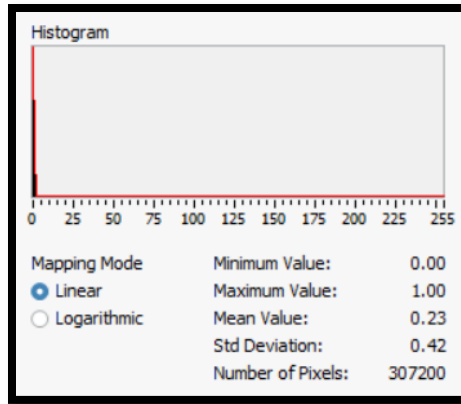 Histogram
0 25 50 75 100 125 150 175 200 225 255
Mapping Mode
Linear
Logarithmic
Minimum Value: 0.00
Maximum Value: 1.00
Mean Value: 0.23
Std Deviation: 0.42
Number of Pixels: 307200